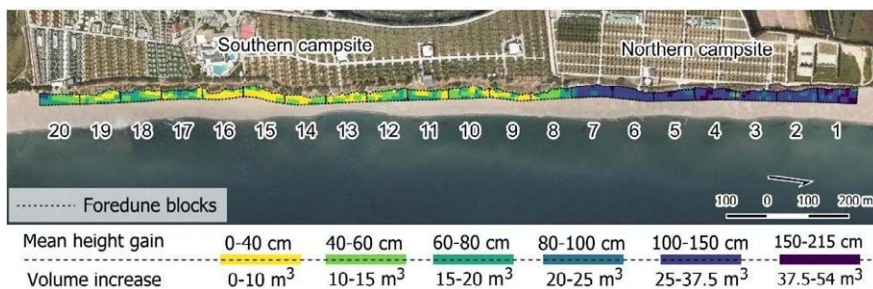 Southern campsite
Northern campsite
20 19 18 17 16 15 14 13 12 11 10 9 8 7 6 5 4 3 2 1
Foredune blocks
100 0 100 200 m
Mean height gain 0-40 cm 40-60 cm 60-80 cm 80-100 cm 100-150 cm 150-215 cm
Volume increase 0-10 m³ 10-15 m³ 15-20 m³ 20-25 m³ 25-37.5 m³ 37.5-54 m³